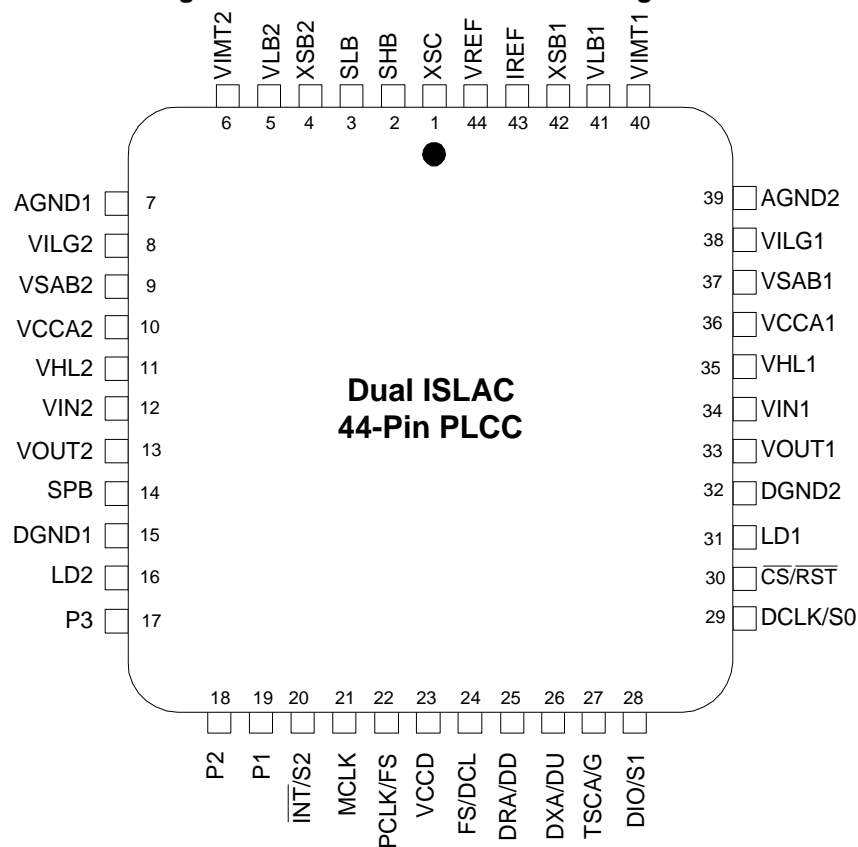 VIMT2
VLB2
XSB2
SLB
SHB
XSC
VREF
IREF
XSB1
VLB1
VIMT1
6 5 4 3 2 1 44 43 42 41 40
AGND1 7
VILG2 8
VSAB2 9
VCCA2 10
VHL2 11
VIN2 12
VOUT2 13
SPB 14
DGND1 15
LD2 16
P3 17
Dual ISLAC
44-Pin PLCC
39 AGND2
38 VILG1
37 VSAB1
36 VCCA1
35 VHL1
34 VIN1
33 VOUT1
32 DGND2
31 LD1
30 C̅S̅/R̅S̅T̅
29 DCLK/S0
18 19 20 21 22 23 24 25 26 27 28
P2
P1
I̅N̅T̅/S2
MCLK
PCLK/FS
VCCD
FS/DCL
DRA/DD
DXA/DU
TSCA/G
DIO/S1